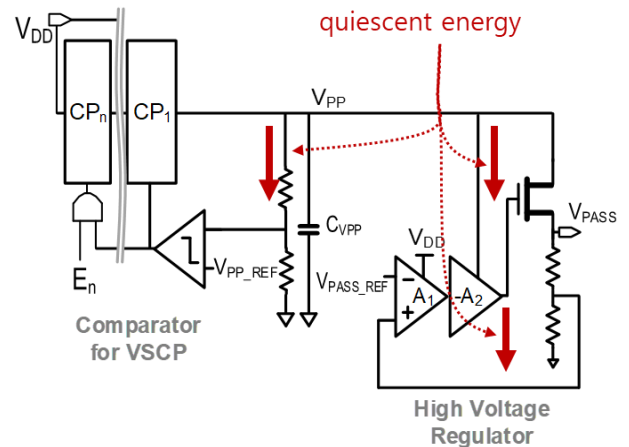 quiescent energy
VDD
CPn
CP1
VPP
CVPP
VPP_REF
En
Comparator
for VSCP
VPASS
VDD
VPASS_REF
A1
-A2
High Voltage
Regulator